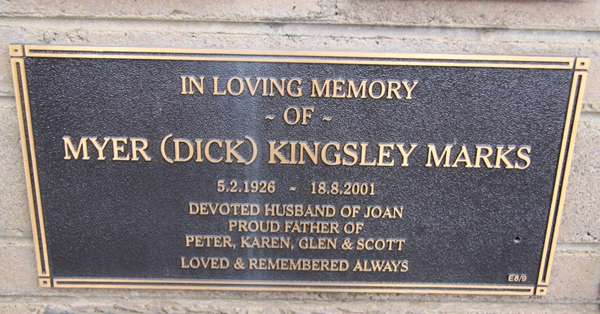 IN LOVING MEMORY
~ OF ~
MYER (DICK) KINGSLEY MARKS
5.2.1926 ~ 18.8.2001
DEVOTED HUSBAND OF JOAN
PROUD FATHER OF
PETER, KAREN, GLEN & SCOTT
LOVED & REMEMBERED ALWAYS
E8/9